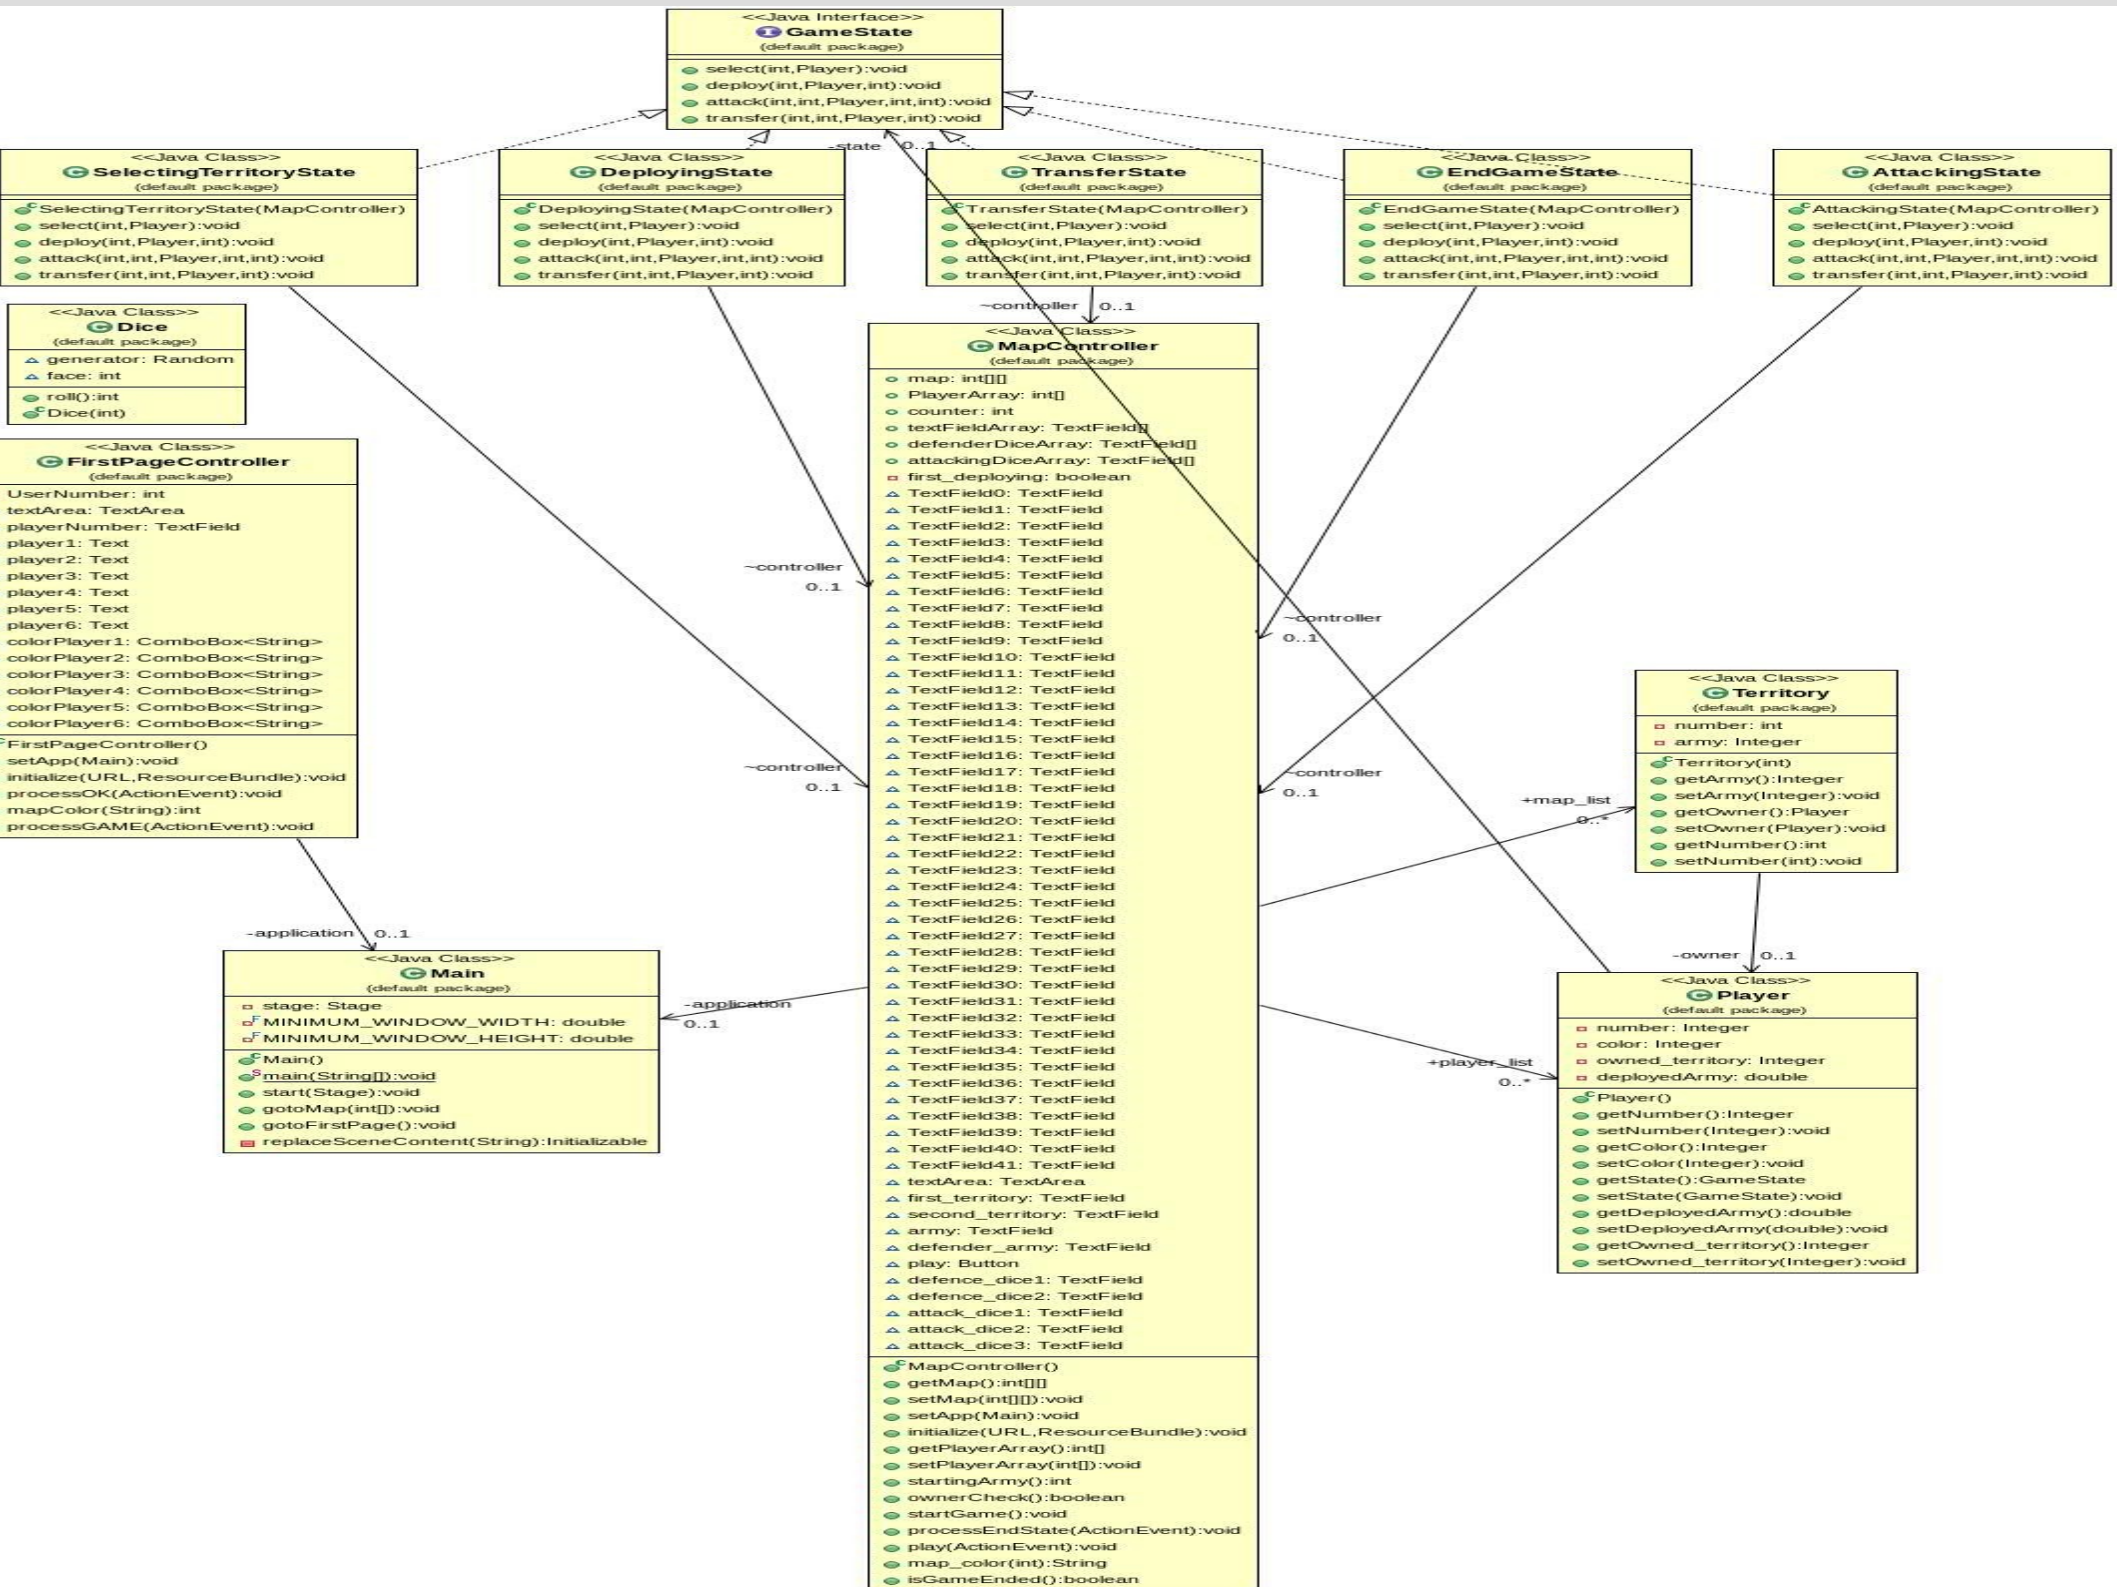 <<Java Interface>>
GameState
(default package)
select(int,Player):void
deploy(int,Player,int):void
attack(int,int,Player,int,int):void
transfer(int,int,Player,int):void
-state 0..1
<<Java Class>>
SelectingTerritoryState
(default package)
SelectingTerritoryState(MapController)
select(int,Player):void
deploy(int,Player,int):void
attack(int,int,Player,int,int):void
transfer(int,int,Player,int):void
<<Java Class>>
DeployingState
(default package)
DeployingState(MapController)
select(int,Player):void
deploy(int,Player,int):void
attack(int,int,Player,int,int):void
transfer(int,int,Player,int):void
<<Java Class>>
TransferState
(default package)
TransferState(MapController)
select(int,Player):void
deploy(int,Player,int):void
attack(int,int,Player,int,int):void
transfer(int,int,Player,int):void
<<Java Class>>
EndGameState
(default package)
EndGameState(MapController)
select(int,Player):void
deploy(int,Player,int):void
attack(int,int,Player,int,int):void
transfer(int,int,Player,int):void
<<Java Class>>
AttackingState
(default package)
AttackingState(MapController)
select(int,Player):void
deploy(int,Player,int):void
attack(int,int,Player,int,int):void
transfer(int,int,Player,int):void
~controller 0..1
<<Java Class>>
Dice
(default package)
generator: Random
face: int
roll():int
Dice(int)
<<Java Class>>
FirstPageController
(default package)
UserNumber: int
textArea: TextArea
playerNumber: TextField
player1: Text
player2: Text
player3: Text
player4: Text
player5: Text
player6: Text
colorPlayer1: ComboBox<String>
colorPlayer2: ComboBox<String>
colorPlayer3: ComboBox<String>
colorPlayer4: ComboBox<String>
colorPlayer5: ComboBox<String>
colorPlayer6: ComboBox<String>
FirstPageController()
setApp(Main):void
initialize(URL,ResourceBundle):void
processOK(ActionEvent):void
mapColor(String):int
processGAME(ActionEvent):void
-application 0..1
<<Java Class>>
Main
(default package)
stage: Stage
MINIMUM_WINDOW_WIDTH: double
MINIMUM_WINDOW_HEIGHT: double
Main()
main(String[]):void
start(Stage):void
gotoMap(int[]):void
gotoFirstPage():void
replaceSceneContent(String):Initializable
~controller
0..1
~controller
0..1
-application
0..1
<<Java Class>>
MapController
(default package)
map: int[][]
PlayerArray: int[]
counter: int
textFieldArray: TextField[]
defenderDiceArray: TextField[]
attackingDiceArray: TextField[]
first_deploying: boolean
TextField0: TextField
TextField1: TextField
TextField2: TextField
TextField3: TextField
TextField4: TextField
TextField5: TextField
TextField6: TextField
TextField7: TextField
TextField8: TextField
TextField9: TextField
TextField10: TextField
TextField11: TextField
TextField12: TextField
TextField13: TextField
TextField14: TextField
TextField15: TextField
TextField16: TextField
TextField17: TextField
TextField18: TextField
TextField19: TextField
TextField20: TextField
TextField21: TextField
TextField22: TextField
TextField23: TextField
TextField24: TextField
TextField25: TextField
TextField26: TextField
TextField27: TextField
TextField28: TextField
TextField29: TextField
TextField30: TextField
TextField31: TextField
TextField32: TextField
TextField33: TextField
TextField34: TextField
TextField35: TextField
TextField36: TextField
TextField37: TextField
TextField38: TextField
TextField39: TextField
TextField40: TextField
TextField41: TextField
textArea: TextArea
first_territory: TextField
second_territory: TextField
army: TextField
defender_army: TextField
play: Button
defence_dice1: TextField
defence_dice2: TextField
attack_dice1: TextField
attack_dice2: TextField
attack_dice3: TextField
MapController()
getMap():int[][]
setMap(int[][]):void
setApp(Main):void
initialize(URL,ResourceBundle):void
getPlayerArray():int[]
setPlayerArray(int[]):void
startingArmy():int
ownerCheck():boolean
startGame():void
processEndState(ActionEvent):void
play(ActionEvent):void
map_color(int):String
isGameEnded():boolean
~controller
0..1
~controller
0..1
+map_list
0..*
<<Java Class>>
Territory
(default package)
number: int
army: Integer
Territory(int)
getArmy():Integer
setArmy(Integer):void
getOwner():Player
setOwner(Player):void
getNumber():int
setNumber(int):void
-owner 0..1
+player_list
0..*
<<Java Class>>
Player
(default package)
number: Integer
color: Integer
owned_territory: Integer
deployedArmy: double
Player()
getNumber():Integer
setNumber(Integer):void
getColor():Integer
setColor(Integer):void
getState():GameState
setState(GameState):void
getDeployedArmy():double
setDeployedArmy(double):void
getOwned_territory():Integer
setOwned_territory(Integer):void